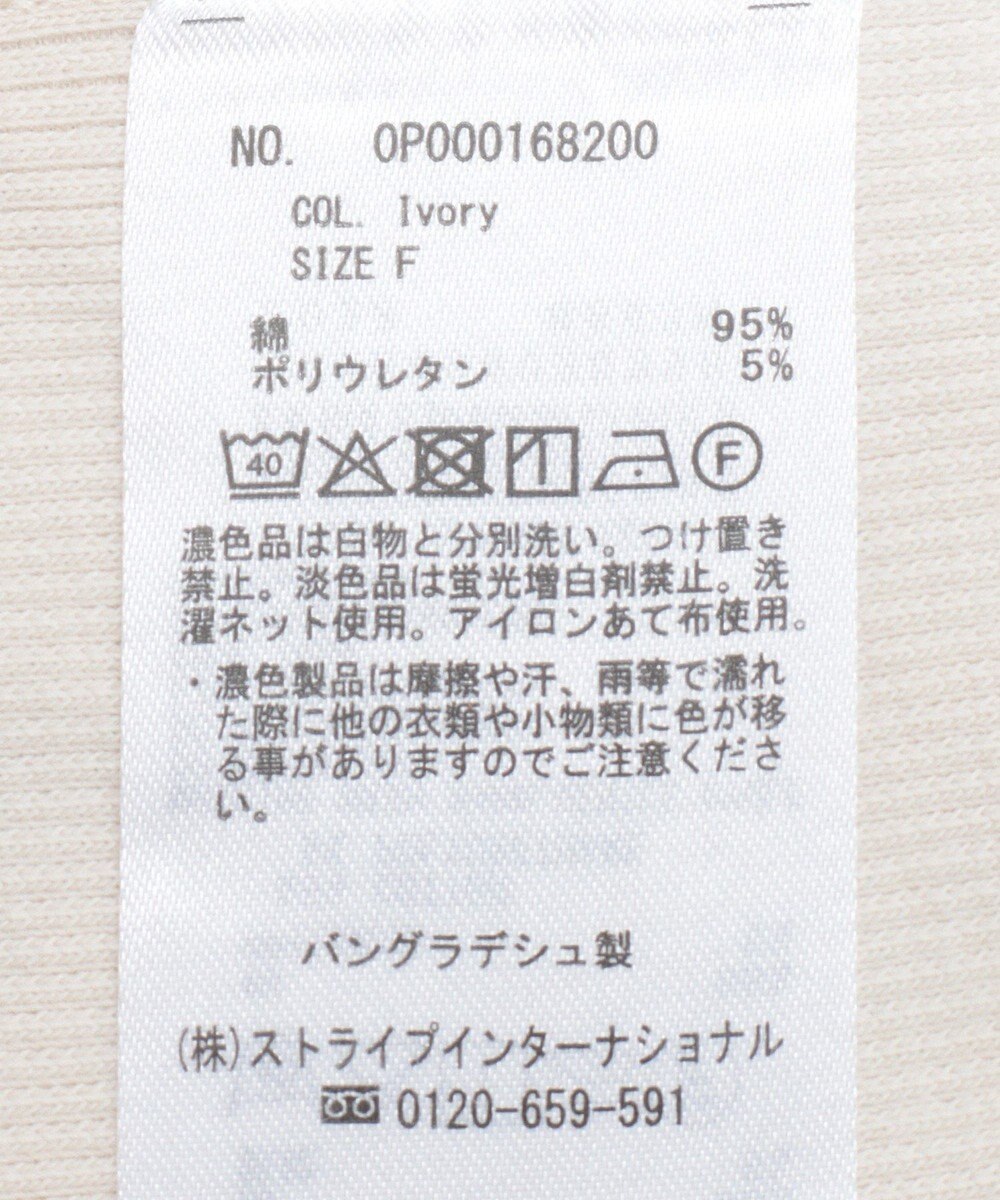 NO. 0P000168200
COL. Ivory
SIZE F
綿 95%
ポリウレタン 5%
40 F
濃色品は白物と分別洗い。つけ置き
禁止。淡色品は蛍光増白剤禁止。洗
濯ネット使用。アイロンあて布使用。
・濃色製品は摩擦や汗、雨等で濡れ
た際に他の衣類や小物類に色が移
る事がありますのでご注意くださ
い。
バングラデシュ製
(株)ストライプインターナショナル
0120-659-591